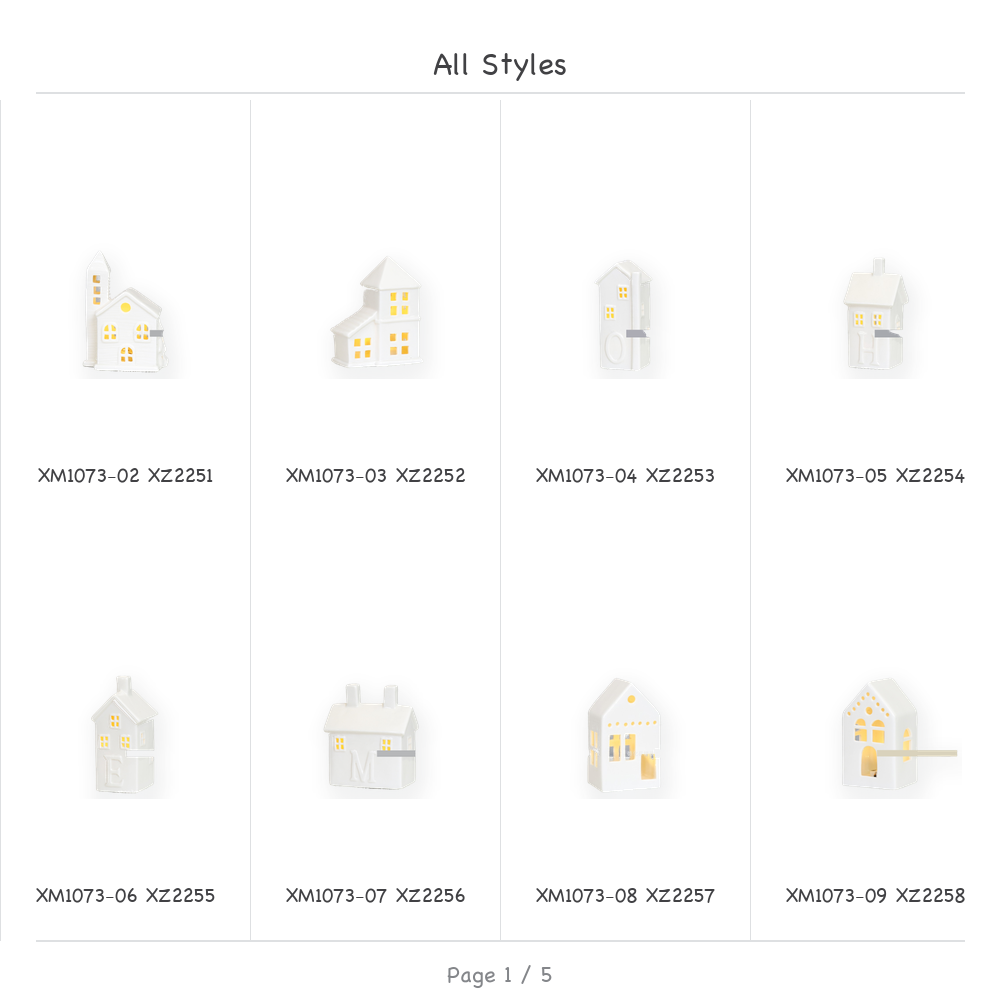 All Styles
XM1073-02 XZ2251
XM1073-03 XZ2252
XM1073-04 XZ2253
XM1073-05 XZ2254
O
H
E
M
XM1073-06 XZ2255
XM1073-07 XZ2256
XM1073-08 XZ2257
XM1073-09 XZ2258
Page 1 / 5